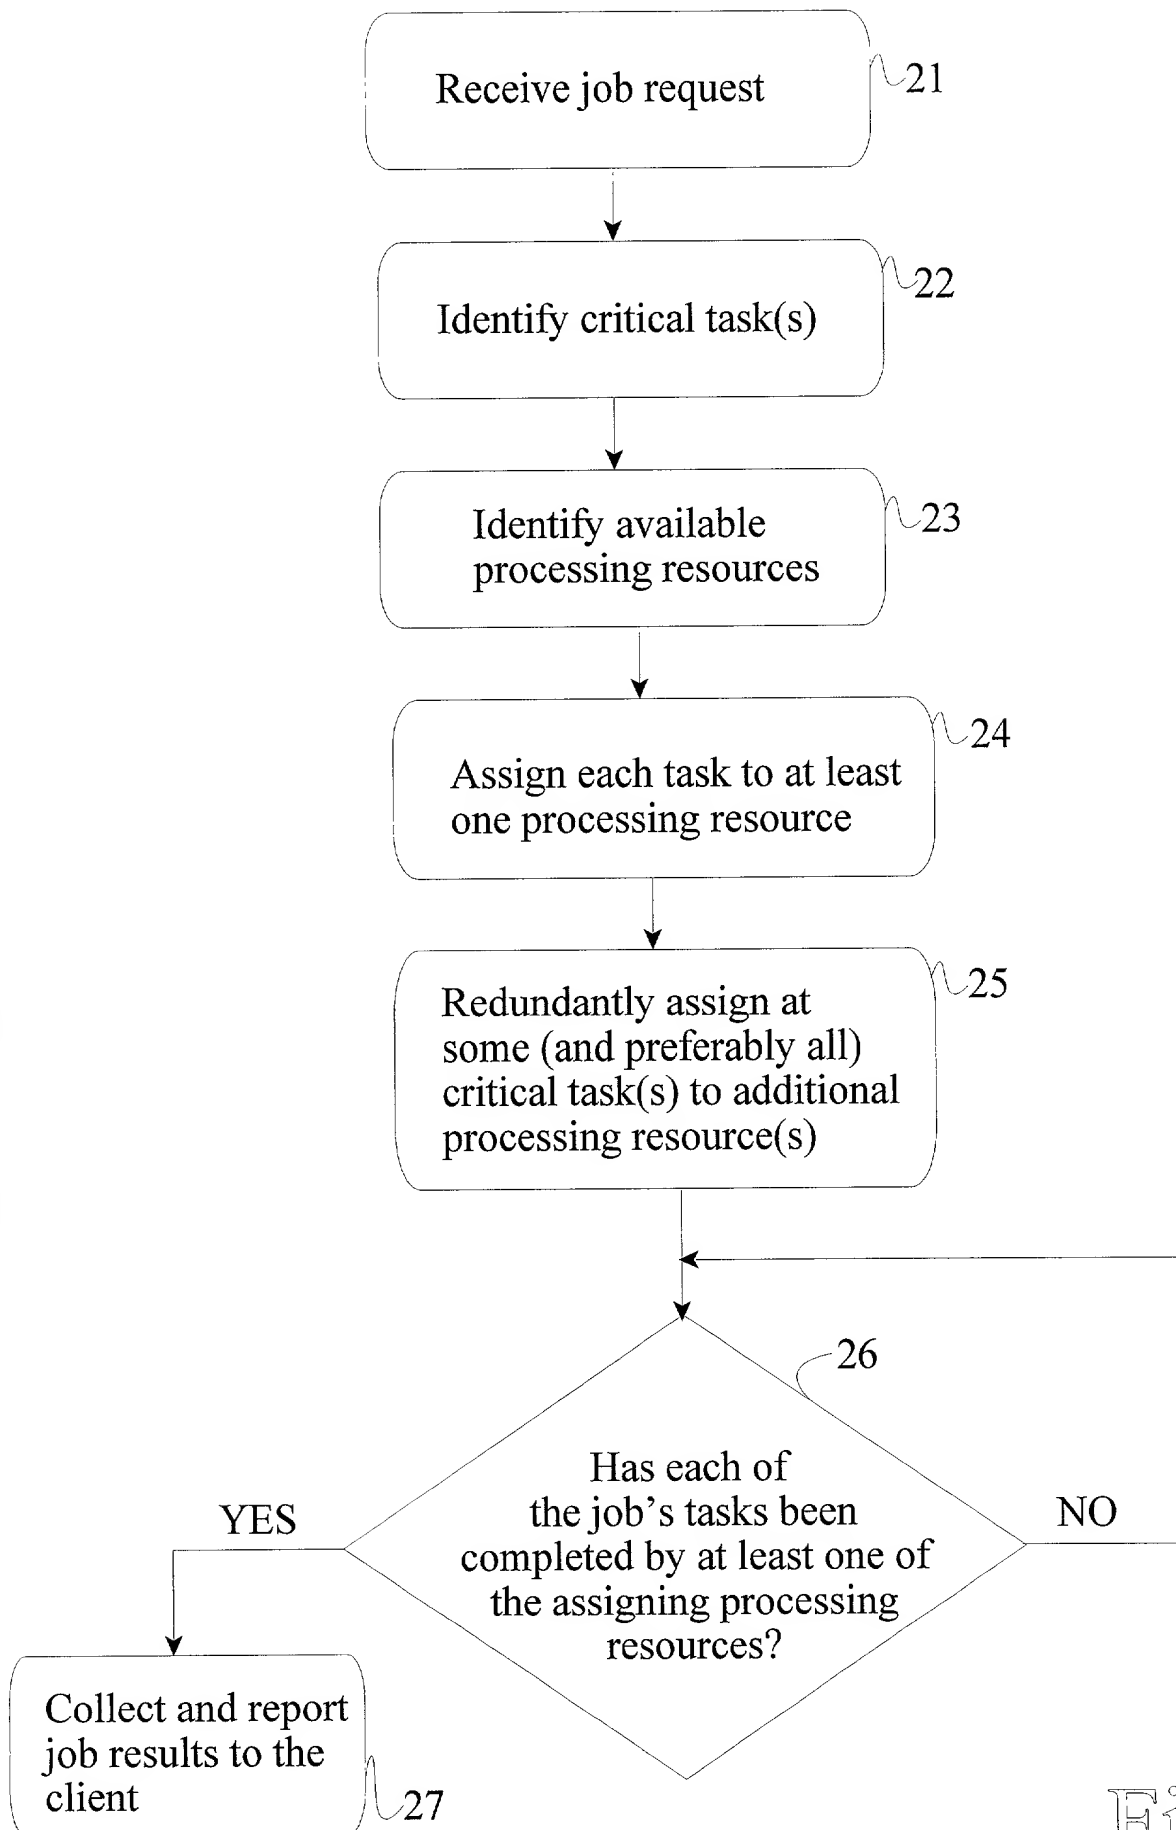 Receive job request
21
Identify critical task(s)
22
Identify available
processing resources
23
Assign each task to at least
one processing resource
24
Redundantly assign at
some (and preferably all)
critical task(s) to additional
processing resource(s)
25
26
Has each of
the job's tasks been
completed by at least one of
the assigning processing
resources?
YES
NO
Collect and report
job results to the
client
27